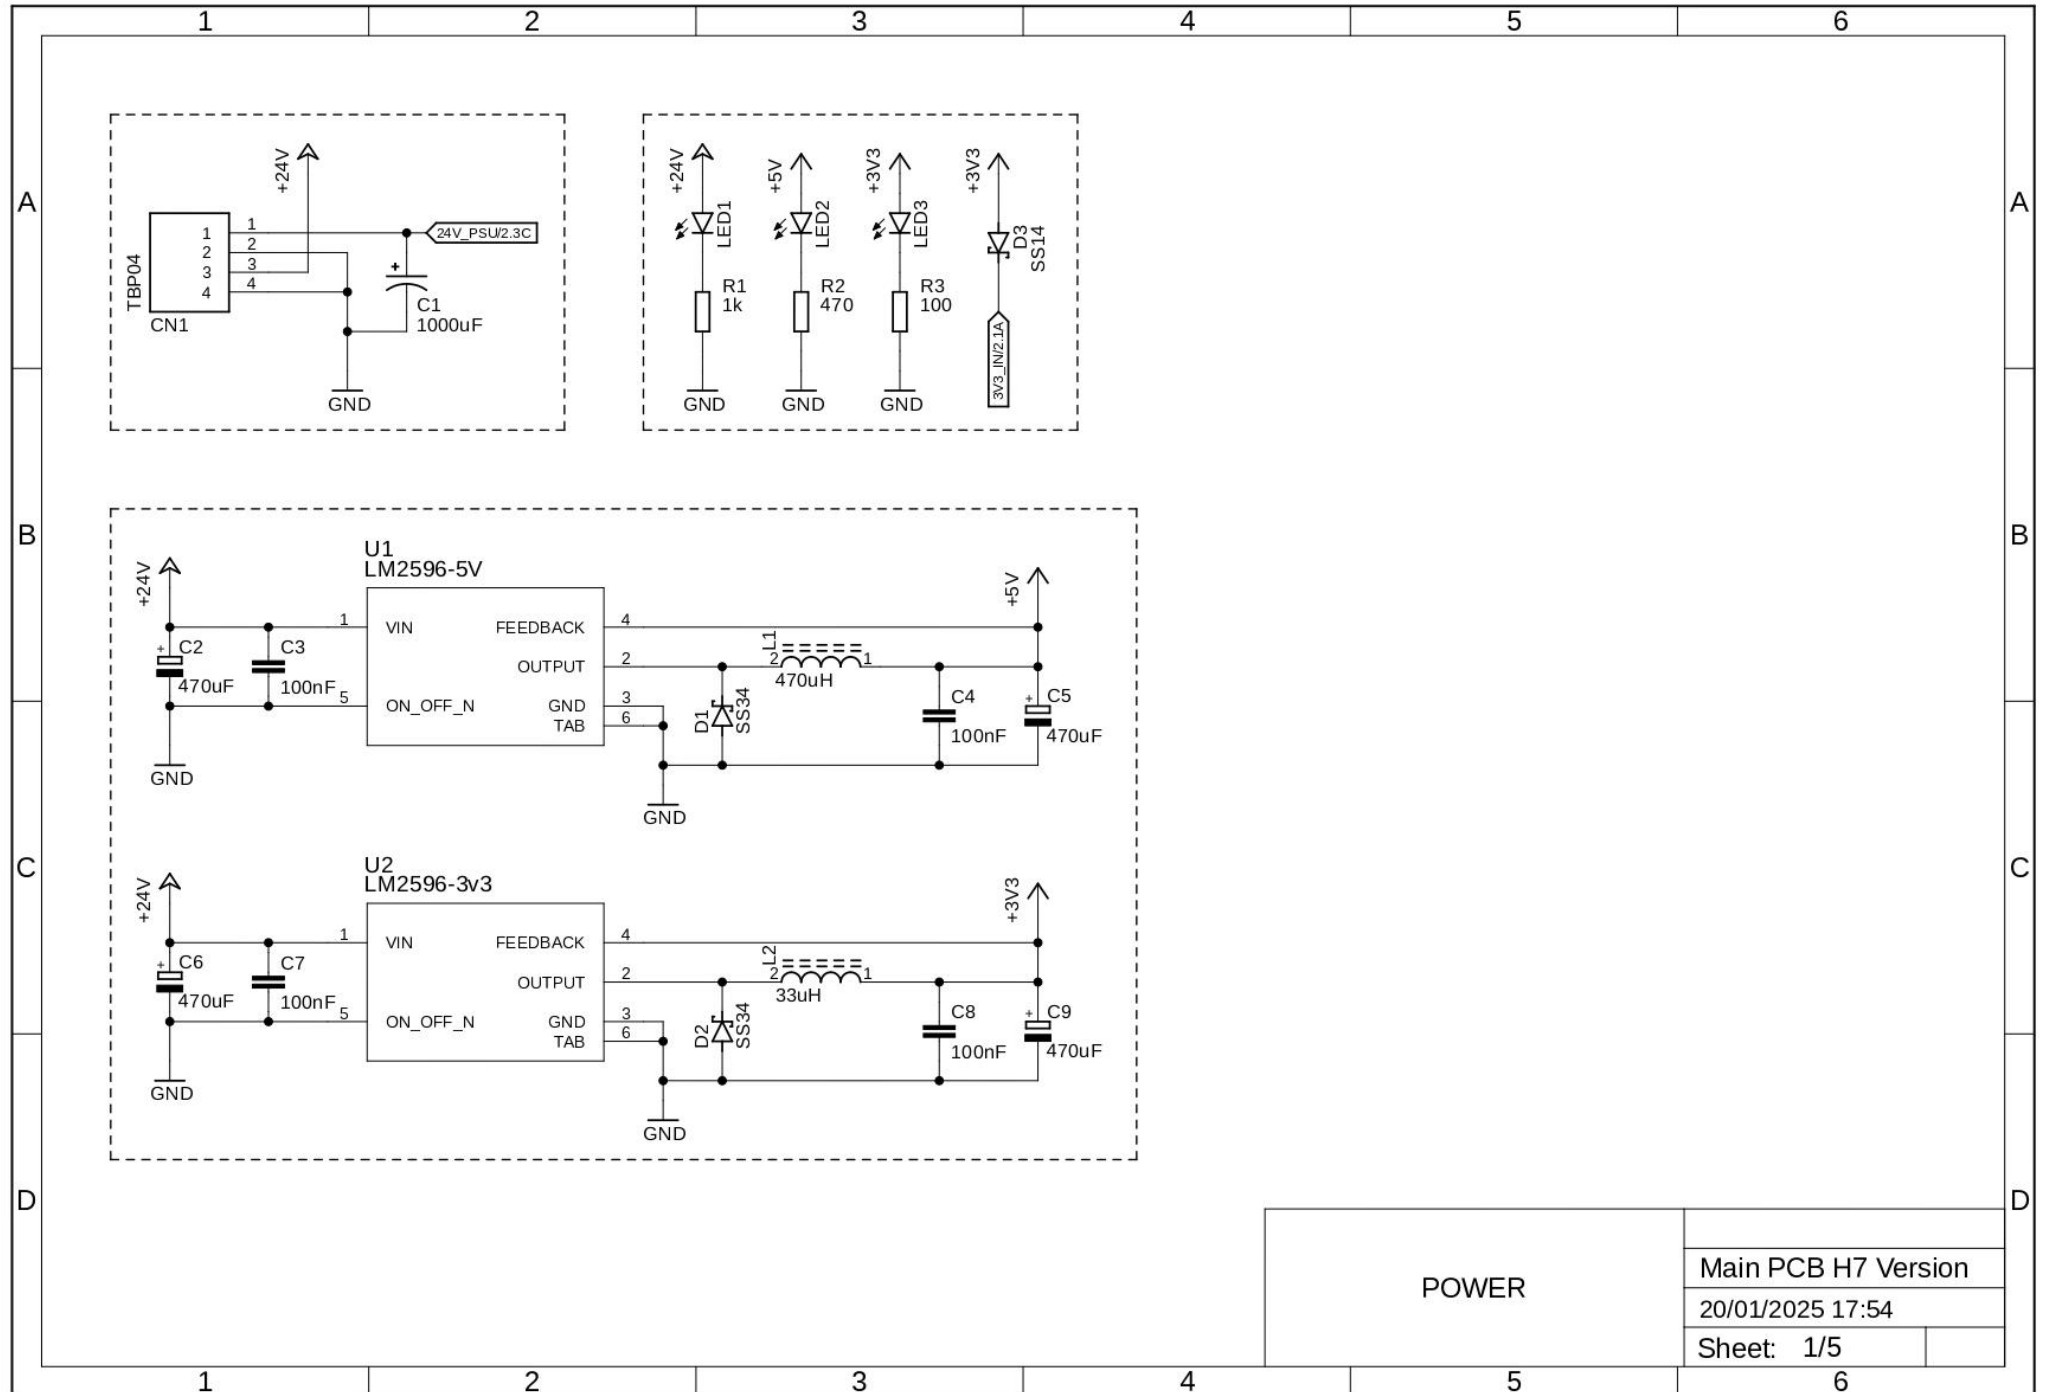 1 2 3 4 5 6
A A
B B
C C
D D
+24V
1 1
2 2
3 3
4 4
TBP04
CN1
24V_PSU/2.3C
+
C1
1000uF
GND
+24V
LED1
R1
1k
GND
+5V
LED2
R2
470
GND
+3V3
LED3
R3
100
GND
+3V3
D3
SS14
3V3_IN/2.1A
U1
LM2596-5V
+24V
+
C2
470uF
C3
100nF
GND
1 VIN
5 ON_OFF_N
FEEDBACK 4
OUTPUT 2
GND 3
TAB 6
D1
SS34
L1
2 1
470uH
+5V
C4
100nF
+
C5
470uF
GND
U2
LM2596-3v3
+24V
+
C6
470uF
C7
100nF
GND
1 VIN
5 ON_OFF_N
FEEDBACK 4
OUTPUT 2
GND 3
TAB 6
D2
SS34
L2
2 1
33uH
+3V3
C8
100nF
+
C9
470uF
GND
POWER
Main PCB H7 Version
20/01/2025 17:54
Sheet: 1/5
1 2 3 4 5 6